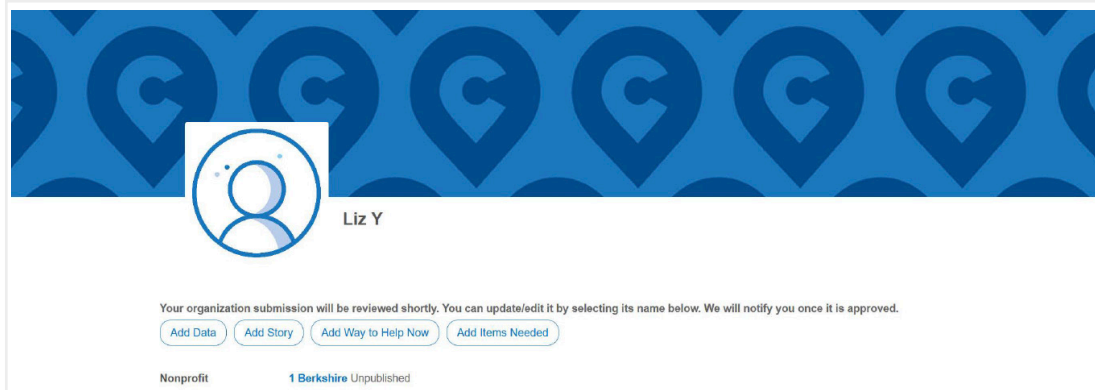 Liz Y
Your organization submission will be reviewed shortly. You can update/edit it by selecting its name below. We will notify you once it is approved.
Add Data Add Story Add Way to Help Now Add Items Needed
Nonprofit 1 Berkshire Unpublished